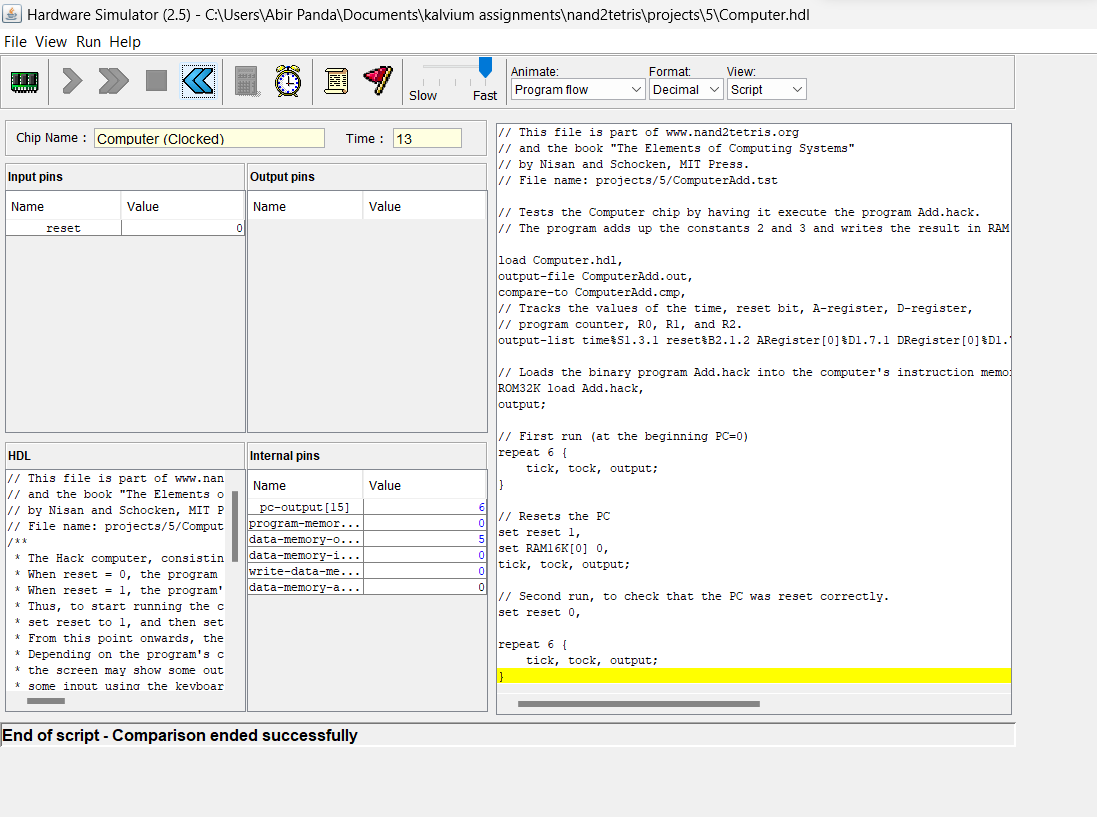 Hardware Simulator (2.5) - C:\Users\Abir Panda\Documents\kalvium assignments\nand2tetris\projects\5\Computer.hdl
File View Run Help
Slow Fast
Animate: Format: View:
Program flow Decimal Script
Chip Name : Computer (Clocked) Time : 13
Input pins
Name Value
reset 0
Output pins
Name Value
HDL
// This file is part of www.nan
// and the book "The Elements o
// by Nisan and Schocken, MIT P
// File name: projects/5/Comput
/**
* The Hack computer, consistin
* When reset = 0, the program
* When reset = 1, the program'
* Thus, to start running the c
* set reset to 1, and then set
* From this point onwards, the
* Depending on the program's c
* the screen may show some out
* some input using the keyboar
Internal pins
Name Value
pc-output[15] 6
program-memor... 0
data-memory-o... 5
data-memory-i... 0
write-data-me... 0
data-memory-a... 0
// This file is part of www.nand2tetris.org
// and the book "The Elements of Computing Systems"
// by Nisan and Schocken, MIT Press.
// File name: projects/5/ComputerAdd.tst
// Tests the Computer chip by having it execute the program Add.hack.
// The program adds up the constants 2 and 3 and writes the result in RAM
load Computer.hdl,
output-file ComputerAdd.out,
compare-to ComputerAdd.cmp,
// Tracks the values of the time, reset bit, A-register, D-register,
// program counter, R0, R1, and R2.
output-list time%S1.3.1 reset%B2.1.2 ARegister[0]%D1.7.1 DRegister[0]%D1.
// Loads the binary program Add.hack into the computer's instruction memo
ROM32K load Add.hack,
output;
// First run (at the beginning PC=0)
repeat 6 {
tick, tock, output;
}
// Resets the PC
set reset 1,
set RAM16K[0] 0,
tick, tock, output;
// Second run, to check that the PC was reset correctly.
set reset 0,
repeat 6 {
tick, tock, output;
}
End of script - Comparison ended successfully